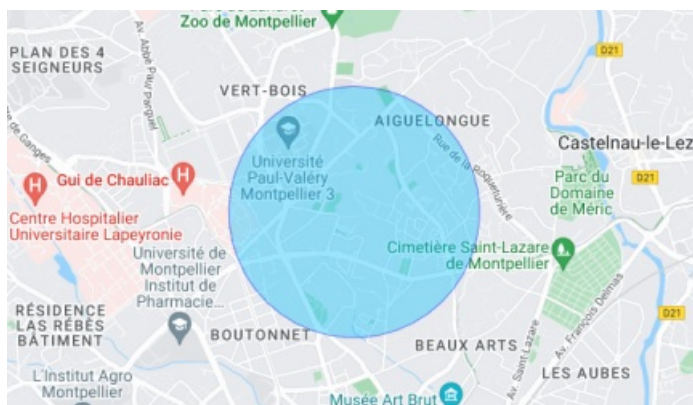 Zoo de Montpellier
PLAN DES 4
SEIGNEURS
Av. Abbé Paul Parguel
D21
VERT-BOIS
AIGUELONGUE
Rue de la Roqueturière
de Ganges
Université
Paul-Valéry
Montpellier 3
Castelnau-le-Lez
Gui de Chauliac
Parc du
Domaine
de Méric
D21
Centre Hospitalier
Universitaire Lapeyronie
Cimetière Saint-Lazare
de Montpellier
Université de
Montpellier
Institut de
Pharmacie...
Av. François Delmas
Av. Saint-Lazare
RÉSIDENCE
LAS RÉBÈS
BÂTIMENT
D21
BOUTONNET
BEAUX ARTS
LES AUBES
L'Institut Agro
Montpellier
Musée Art Brut